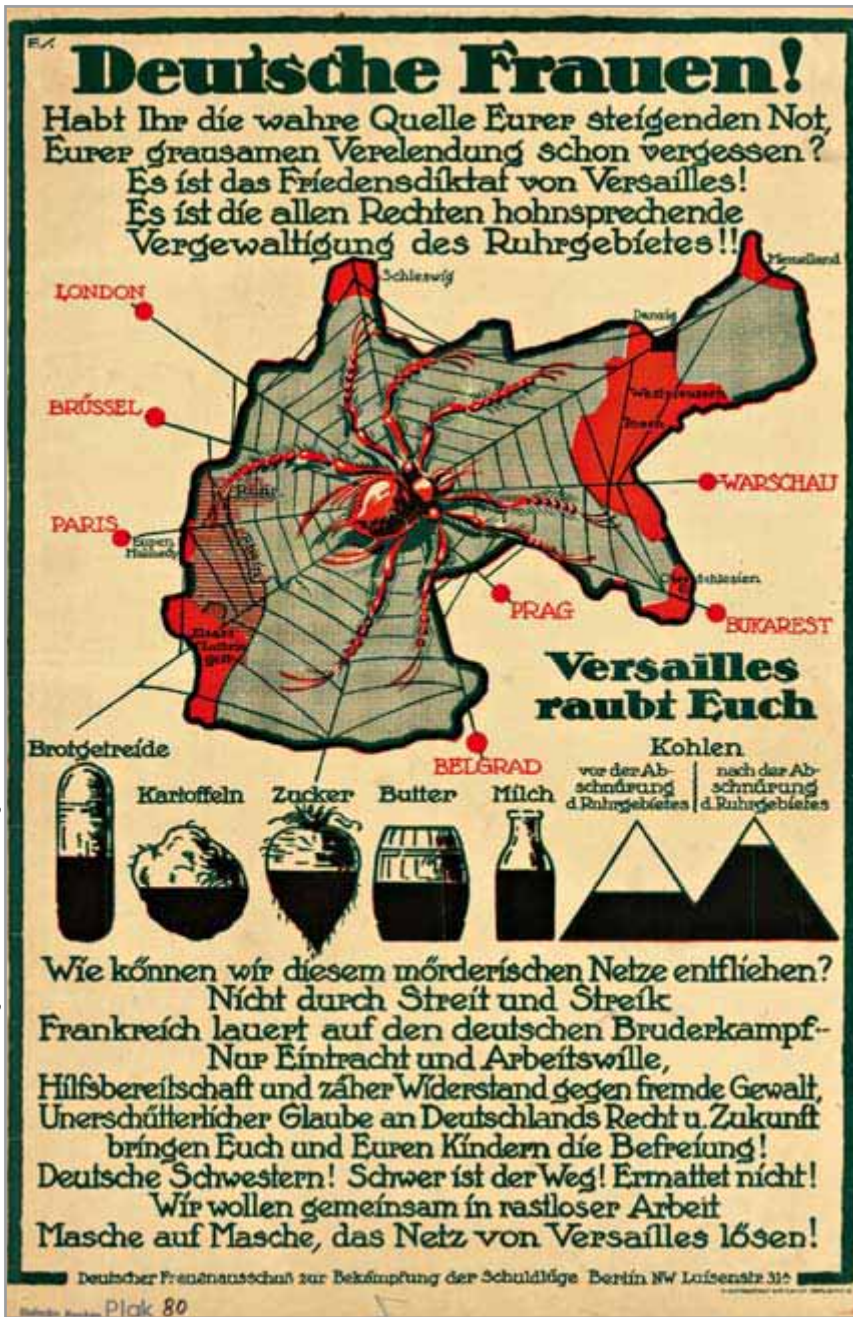 Deutsche Frauen!
Habt Ihr die wahre Quelle Eurer steigenden Not,
Eurer grausamen Verelendung schon vergessen?
Es ist das Friedensdiktat von Versailles!
Es ist die allen Rechten hohnsprechende
Vergewaltigung des Ruhrgebietes!!
Schleswig
Memelland
LONDON
Danzig
BRÜSSEL
Westpreussen
Posen
Ruhr
WARSCHAU
PARIS
Eupen
Malmedy
Oberschlesien
PRAG
BUKAREST
Elsass
Versailles
raubt Euch
BELGRAD
Brotgetreide
Kartoffeln
Zucker
Butter
Milch
Kohlen
vor der Ab-
schnürung
d. Ruhrgebietes
nach der Ab-
schnürung
d. Ruhrgebietes
Wie können wir diesem mörderischen Netze entfliehen?
Nicht durch Streit und Streik
Frankreich lauert auf den deutschen Bruderkampf--
Nur Eintracht und Arbeitswille,
Hilfsbereitschaft und zäher Widerstand gegen fremde Gewalt,
Unerschütterlicher Glaube an Deutschlands Recht u. Zukunft
bringen Euch und Euren Kindern die Befreiung!
Deutsche Schwestern! Schwer ist der Weg! Ermattet nicht!
Wir wollen gemeinsam in rastloser Arbeit
Masche auf Masche, das Netz von Versailles lösen!
Deutscher Frauenausschuß zur Bekämpfung der Schuldlüge Berlin NW Luisenstr. 31a
Plak 80